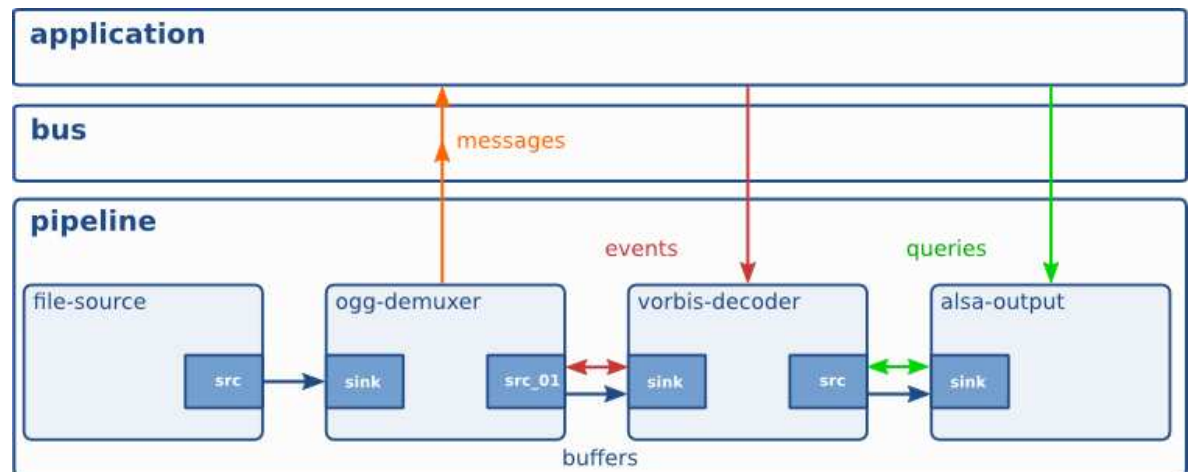 application
bus
messages
pipeline
events
queries
file-source
ogg-demuxer
vorbis-decoder
alsa-output
src
sink
src_01
sink
src
sink
buffers